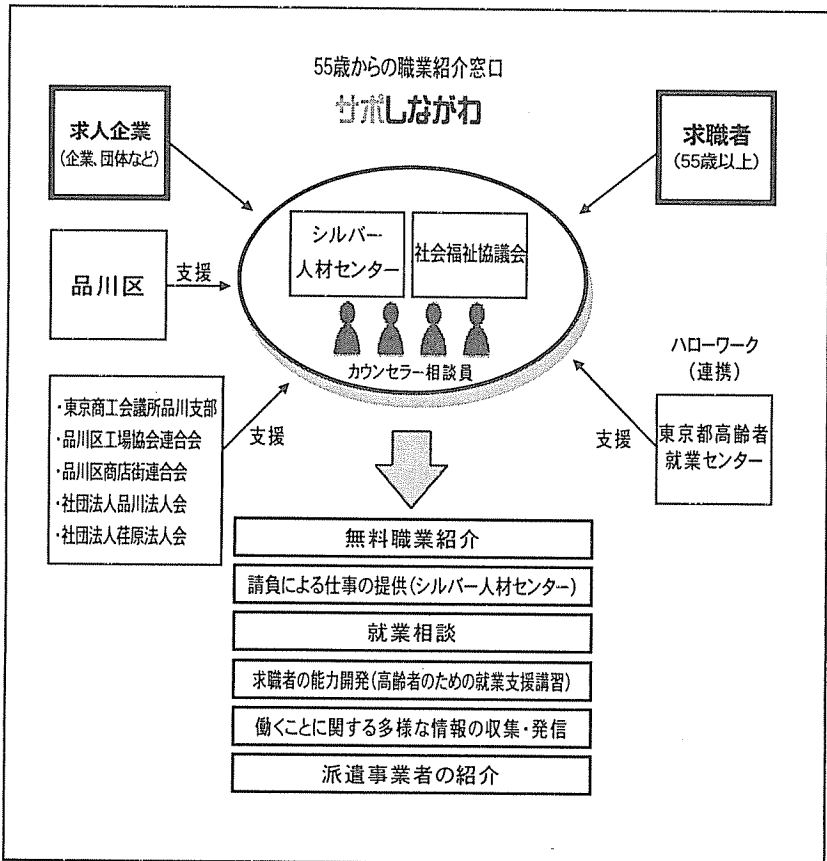 55歳からの職業紹介窓口
サポしながわ
求人企業
(企業、団体など)
求職者
(55歳以上)
シルバー
人材センター
社会福祉協議会
品川区
支援
カウンセラー相談員
ハローワーク
(連携)
・東京商工会議所品川支部
・品川区工場協会連合会
・品川区商店街連合会
・社団法人品川法人会
・社団法人荏原法人会
支援
支援
東京都高齢者
就業センター
無料職業紹介
請負による仕事の提供(シルバー人材センター)
就業相談
求職者の能力開発(高齢者のための就業支援講習)
働くことに関する多様な情報の収集・発信
派遣事業者の紹介